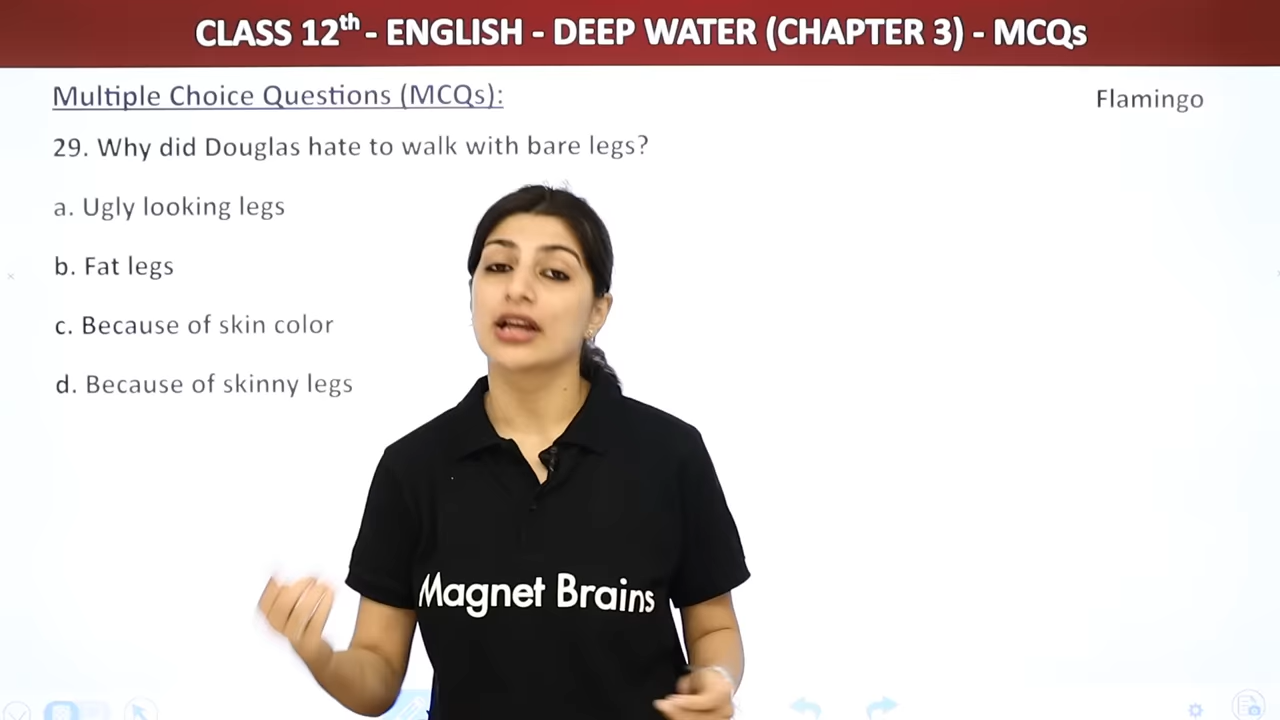 CLASS 12th - ENGLISH - DEEP WATER (CHAPTER 3) - MCQs
Multiple Choice Questions (MCQs):
Flamingo
29. Why did Douglas hate to walk with bare legs?
a. Ugly looking legs
b. Fat legs
c. Because of skin color
d. Because of skinny legs
Magnet Brains